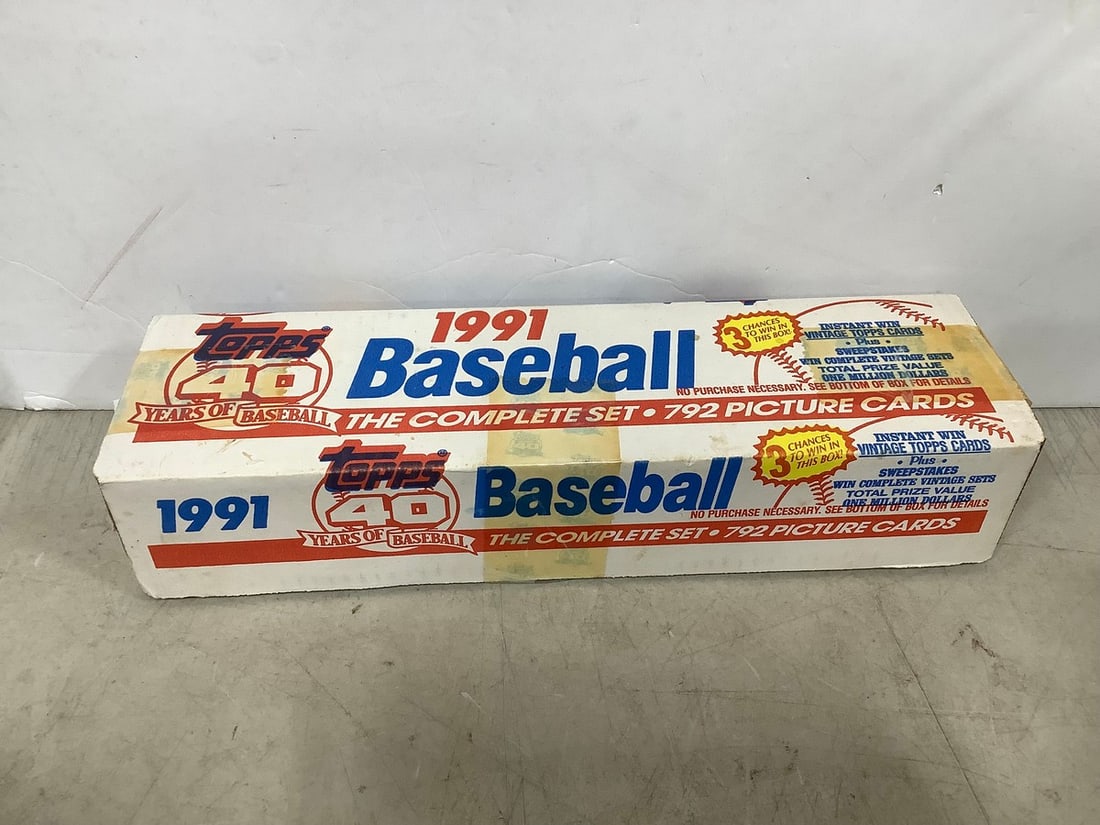 Topps®
40
YEARS OF BASEBALL
1991
Baseball
3 CHANCES
TO WIN IN
THIS BOX!
INSTANT WIN
VINTAGE TOPPS CARDS
• Plus •
SWEEPSTAKES
WIN COMPLETE VINTAGE SETS
TOTAL PRIZE VALUE
ONE MILLION DOLLARS
NO PURCHASE NECESSARY. SEE BOTTOM OF BOX FOR DETAILS
THE COMPLETE SET • 792 PICTURE CARDS
1991
Topps®
40
YEARS OF BASEBALL
Baseball
3 CHANCES
TO WIN IN
THIS BOX!
INSTANT WIN
VINTAGE TOPPS CARDS
• Plus •
SWEEPSTAKES
WIN COMPLETE VINTAGE SETS
TOTAL PRIZE VALUE
ONE MILLION DOLLARS
NO PURCHASE NECESSARY. SEE BOTTOM OF BOX FOR DETAILS
THE COMPLETE SET • 792 PICTURE CARDS